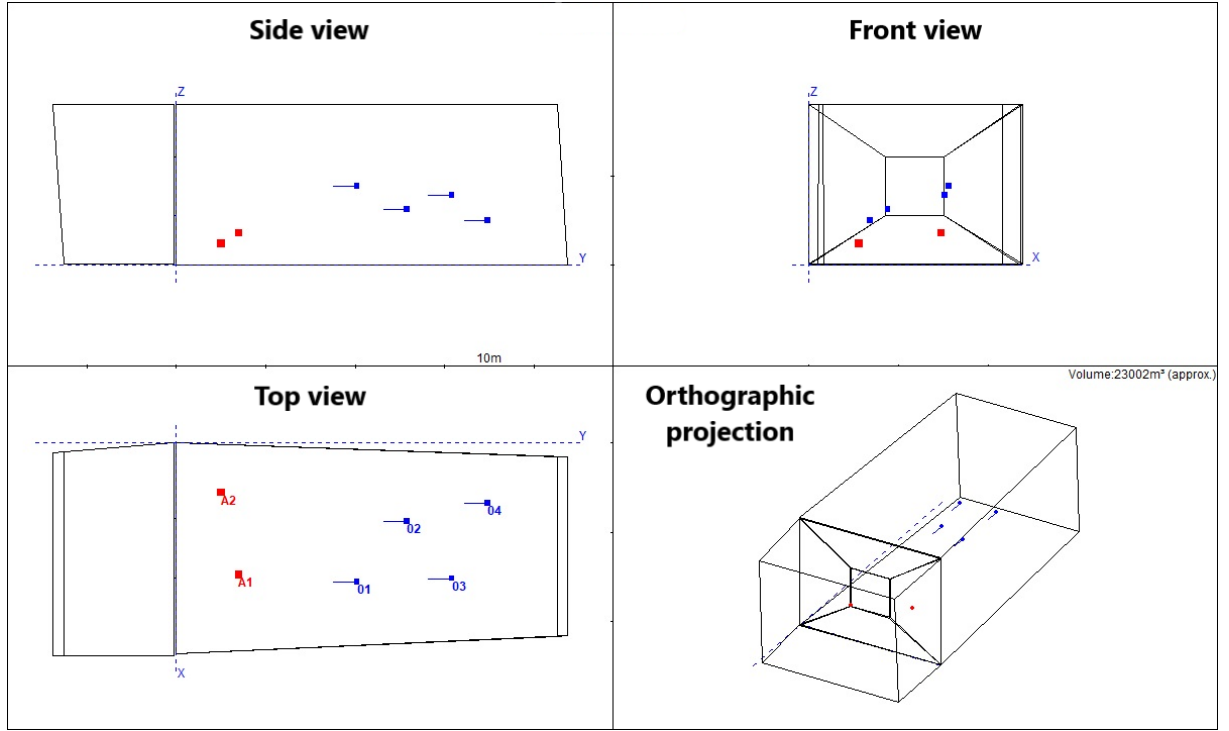 Side view
Front view
Z
Z
Y
X
10m
Volume:23002m³ (approx.)
Top view
Orthographic
projection
Y
A2
04
02
A1
01
03
X